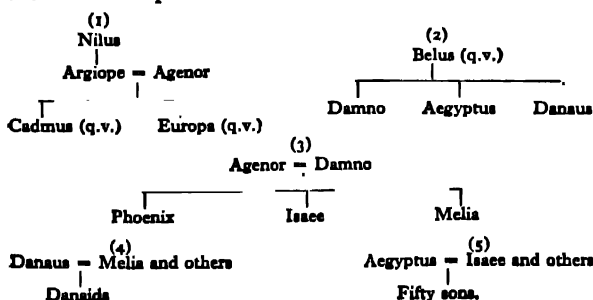 (1)
Nilus
Argiope = Agenor
Cadmus (q.v.) Europa (q.v.)
(2)
Belus (q.v.)
Damno Aegyptus Danaus
(3)
Agenor = Damno
Phoenix Isaee Melia
(4)
Danaus = Melia and others
Danaids
(5)
Aegyptus = Isaee and others
Fifty sons.